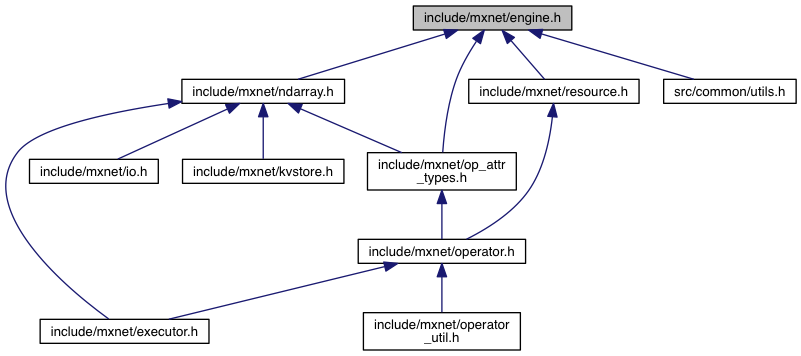 include/mxnet/engine.h
include/mxnet/ndarray.h
include/mxnet/resource.h
src/common/utils.h
include/mxnet/io.h
include/mxnet/kvstore.h
include/mxnet/op_attr
_types.h
include/mxnet/operator.h
include/mxnet/executor.h
include/mxnet/operator
_util.h